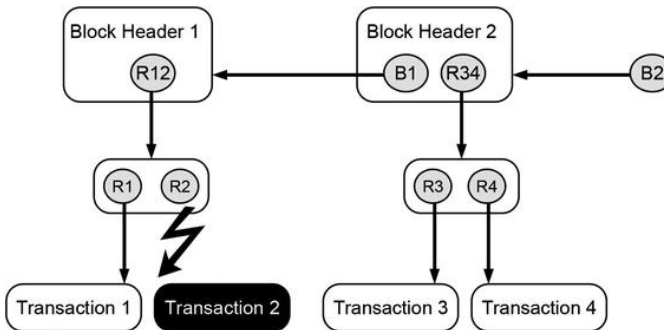 Block Header 1
Block Header 2
R12
B1
R34
B2
R1
R2
R3
R4
Transaction 1
Transaction 2
Transaction 3
Transaction 4